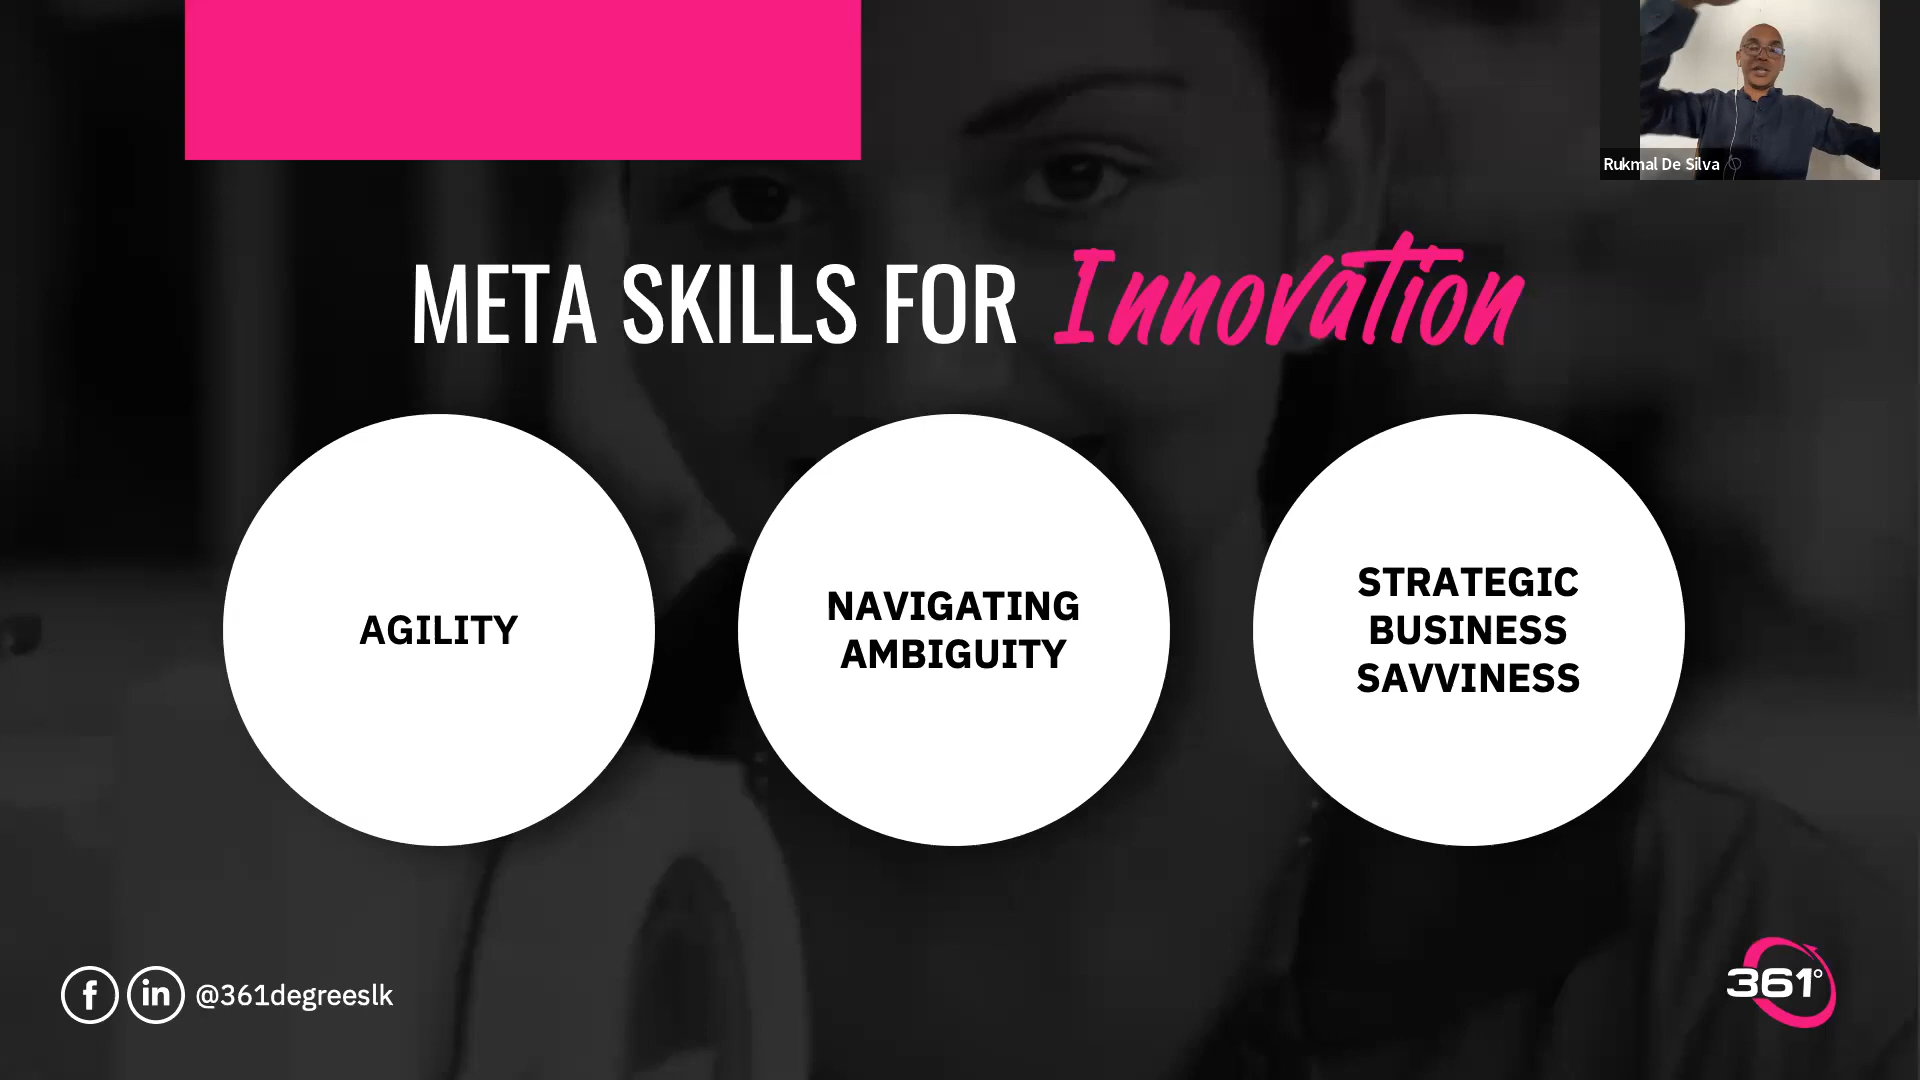 Rukmal De Silva
META SKILLS FOR Innovation
AGILITY
NAVIGATING
AMBIGUITY
STRATEGIC
BUSINESS
SAVVINESS
f in @361degreeslk
361°